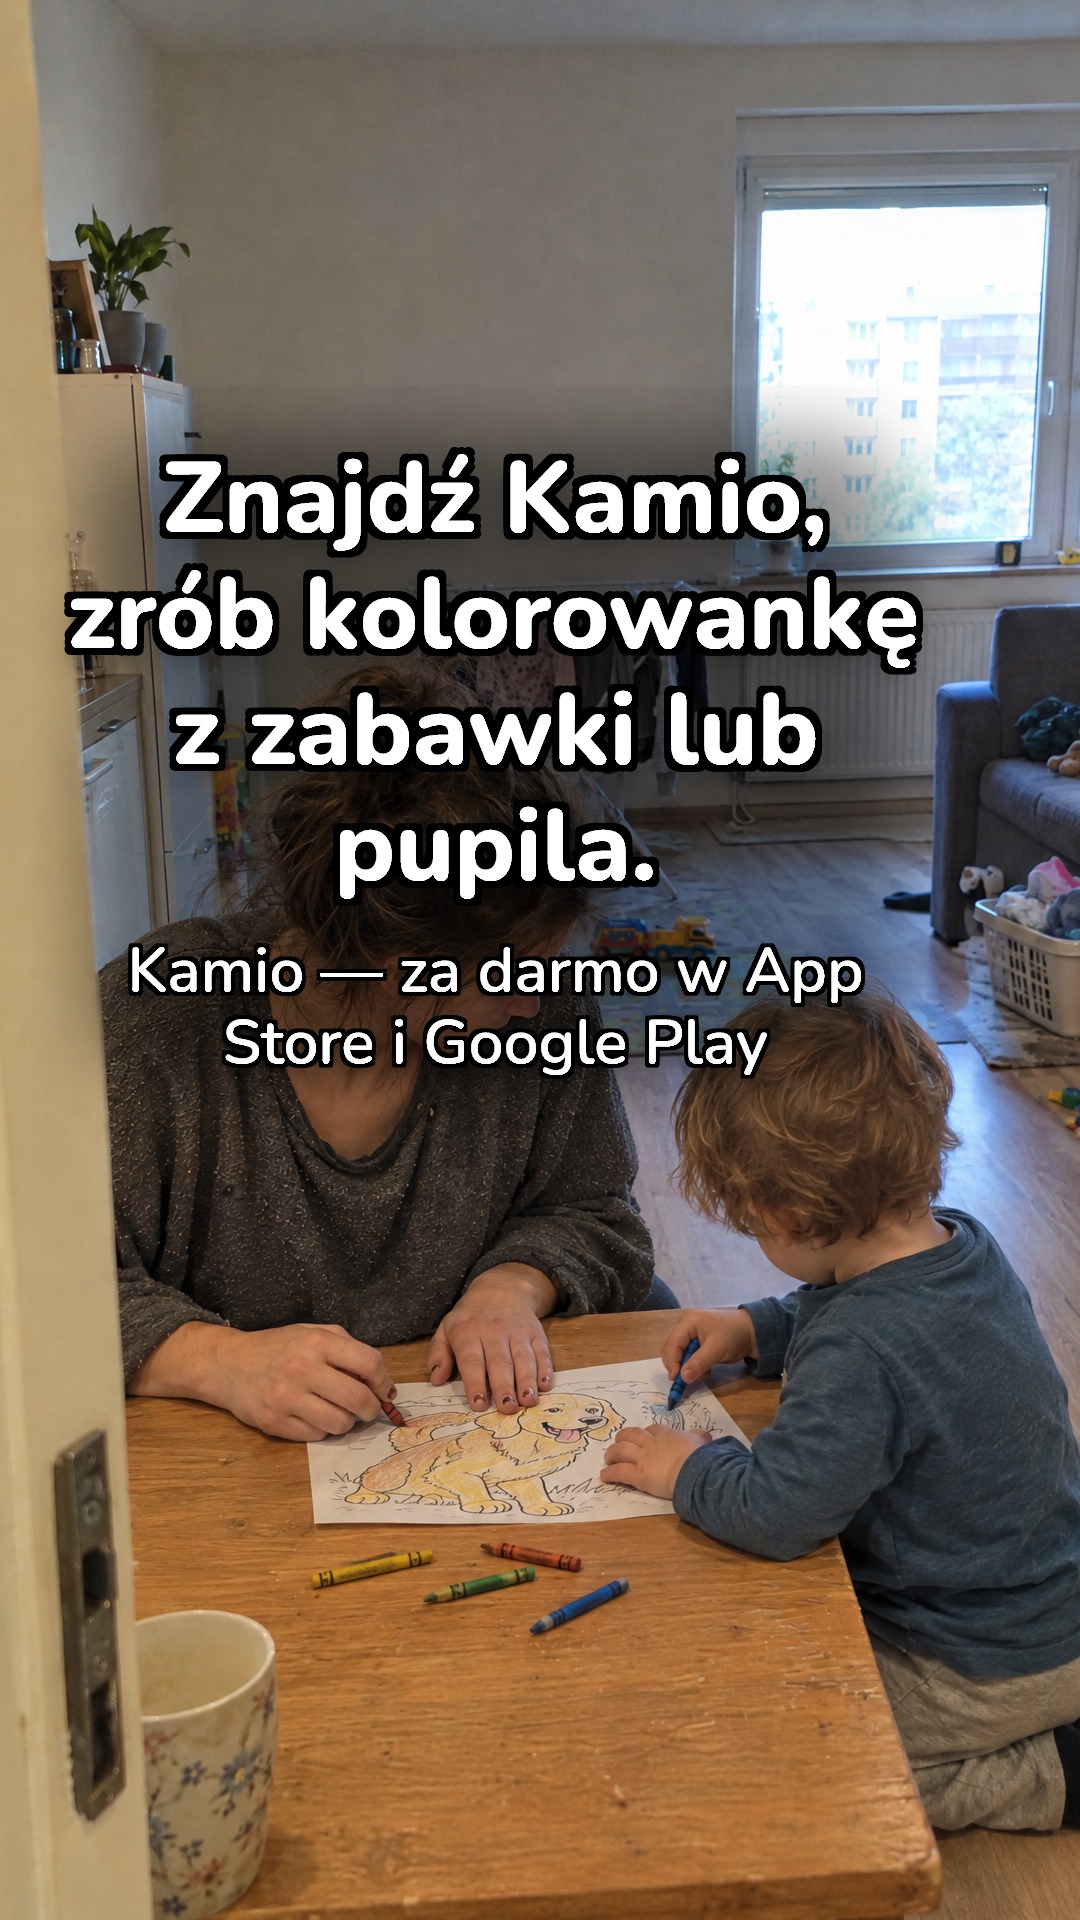 Znajdź Kamio,
zrób kolorowankę
z zabawki lub
pupila.
Kamio — za darmo w App
Store i Google Play